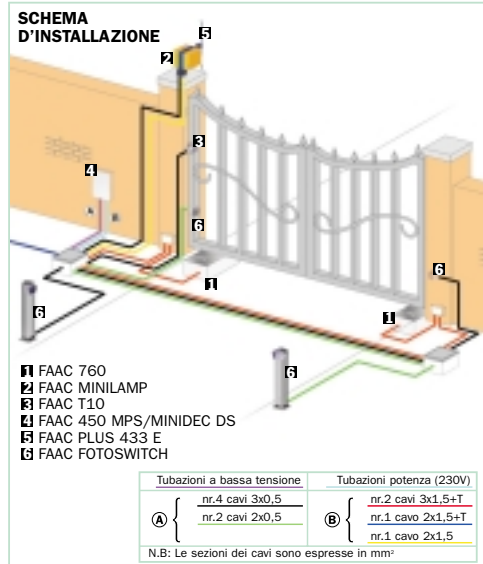 SCHEMA
D'INSTALLAZIONE
5
2
3
4
A
B
6
6
1
6
1
6
1 FAAC 760
2 FAAC MINILAMP
3 FAAC T10
4 FAAC 450 MPS/MINIDEC DS
5 FAAC PLUS 433 E
6 FAAC FOTOSWITCH
Tubazioni a bassa tensione
A
nr.4 cavi 3x0,5
nr.2 cavi 2x0,5
Tubazioni potenza (230V)
B
nr.2 cavi 3x1,5+T
nr.1 cavo 2x1,5+T
nr.1 cavo 2x1,5
N.B: Le sezioni dei cavi sono espresse in mm²